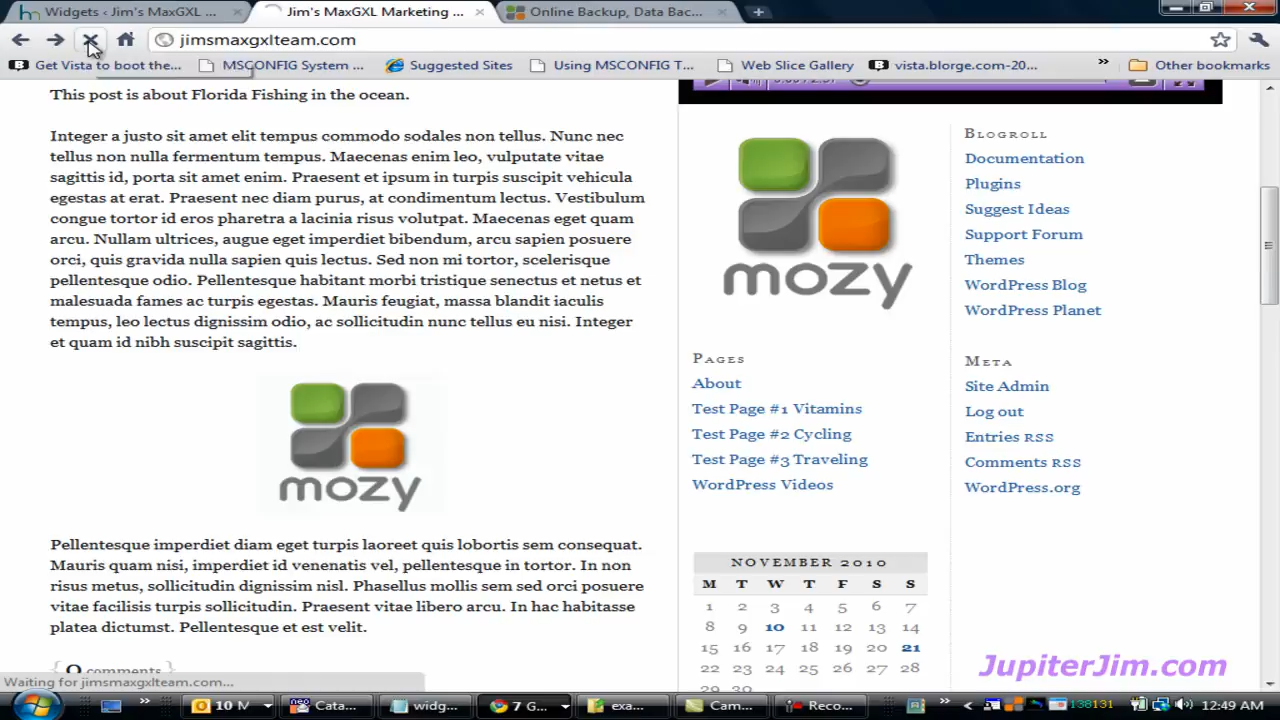 Widgets ‹ Jim's MaxGXL ...
Jim's MaxGXL Marketing ...
Online Backup, Data Bac...
jimsmaxgxlteam.com
Get Vista to boot the...
MSCONFIG System ...
Suggested Sites
Using MSCONFIG T...
Web Slice Gallery
vista.blorge.com-20...
»
Other bookmarks
This post is about Florida Fishing in the ocean.
Integer a justo sit amet elit tempus commodo sodales non tellus. Nunc nec
tellus non nulla fermentum tempus. Maecenas enim leo, vulputate vitae
sagittis id, porta sit amet enim. Praesent et ipsum in turpis suscipit vehicula
egestas at erat. Praesent nec diam purus, at condimentum lectus. Vestibulum
congue tortor id eros pharetra a lacinia risus volutpat. Maecenas eget quam
arcu. Nullam ultrices, augue eget imperdiet bibendum, arcu sapien posuere
orci, quis gravida nulla sapien quis lectus. Sed non mi tortor, scelerisque
pellentesque odio. Pellentesque habitant morbi tristique senectus et netus et
malesuada fames ac turpis egestas. Mauris feugiat, massa blandit iaculis
tempus, leo lectus dignissim odio, ac sollicitudin nunc tellus eu nisi. Integer
et quam id nibh suscipit sagittis.
mozy
Pellentesque imperdiet diam eget turpis laoreet quis lobortis sem consequat.
Mauris quam nisi, imperdiet id venenatis vel, pellentesque in tortor. In non
risus metus, sollicitudin dignissim nisl. Phasellus mollis sem sed orci posuere
vitae facilisis turpis sollicitudin. Praesent vitae libero arcu. In hac habitasse
platea dictumst. Pellentesque et est velit.
{ 0 comments }
mozy
Pages
About
Test Page #1 Vitamins
Test Page #2 Cycling
Test Page #3 Traveling
WordPress Videos
NOVEMBER 2010
M T W T F S S
1 2 3 4 5 6 7
8 9 10 11 12 13 14
15 16 17 18 19 20 21
22 23 24 25 26 27 28
29 30
Blogroll
Documentation
Plugins
Suggest Ideas
Support Forum
Themes
WordPress Blog
WordPress Planet
Meta
Site Admin
Log out
Entries RSS
Comments RSS
WordPress.org
JupiterJim.com
Waiting for jimsmaxgxlteam.com...
»
10 M
Cata...
widg...
7 G...
exa...
Cam...
Reco...
»
138131
12:49 AM